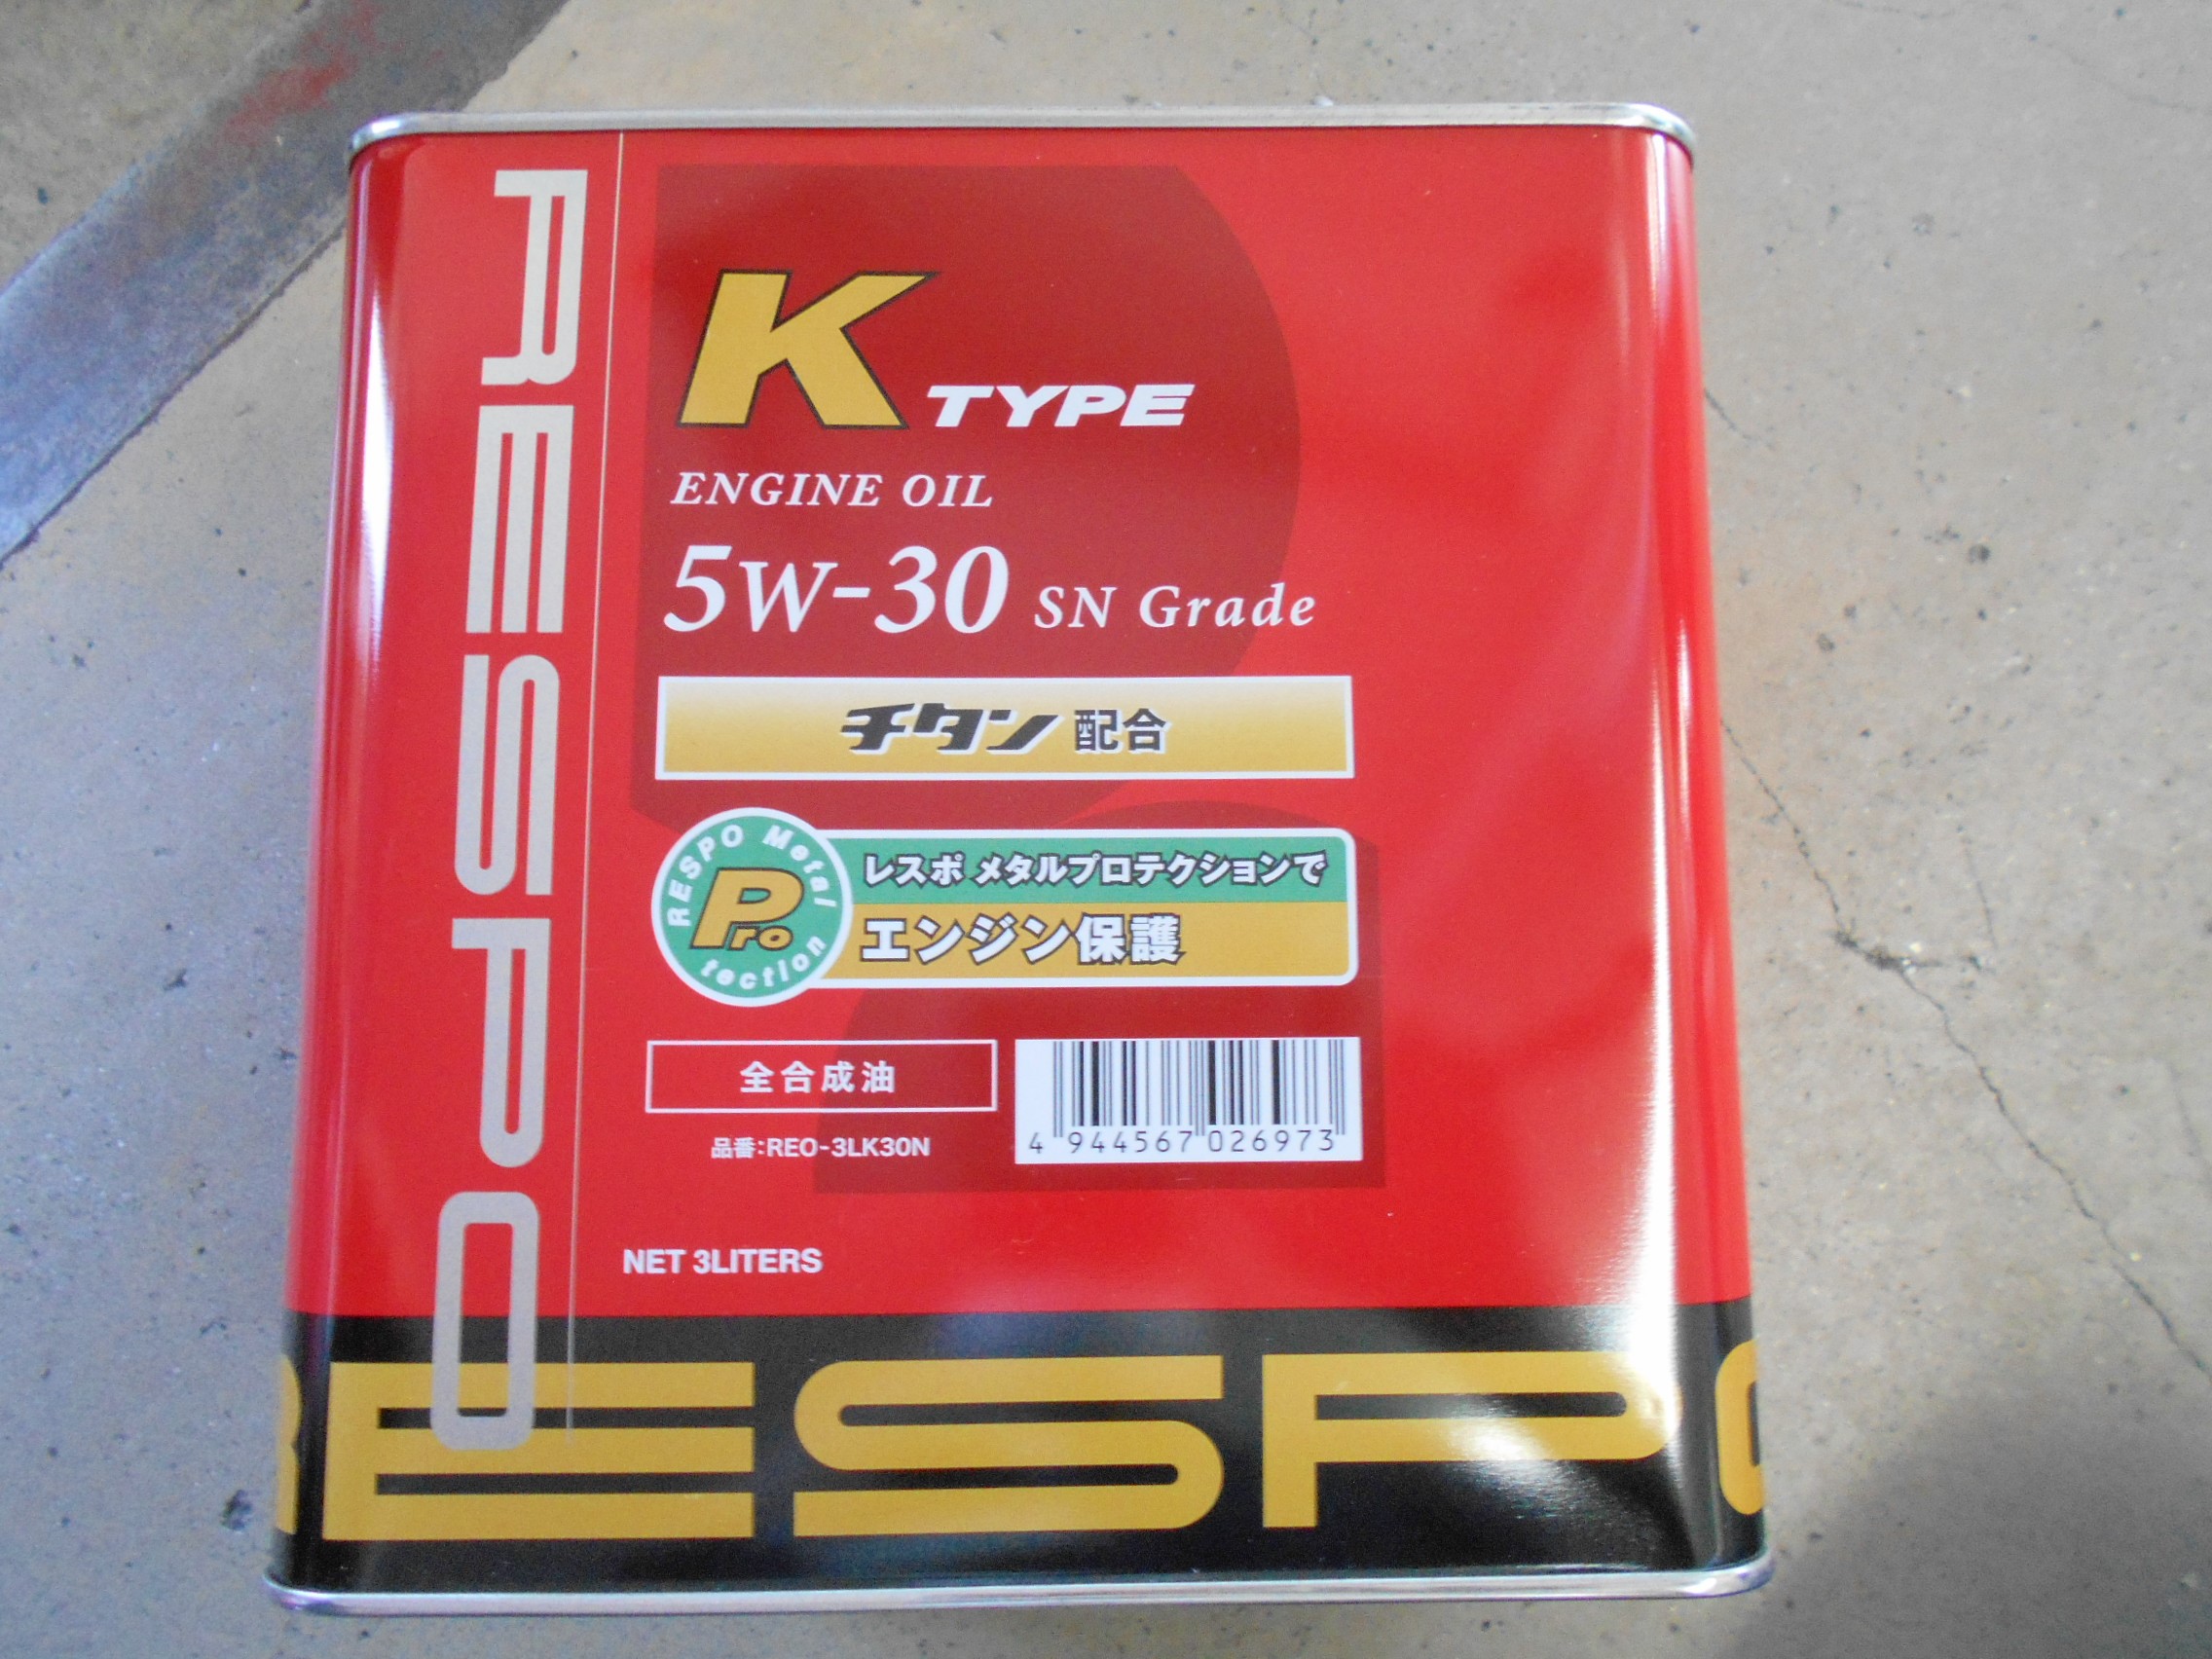 RESPO
K TYPE
ENGINE OIL
5W-30 SN Grade
チタン配合
RESPO Metal
Pro
tection
レスポ メタルプロテクションで
エンジン保護
全合成油
品番:REO-3LK30N
4 944567 026973
NET 3LITERS
RESPO